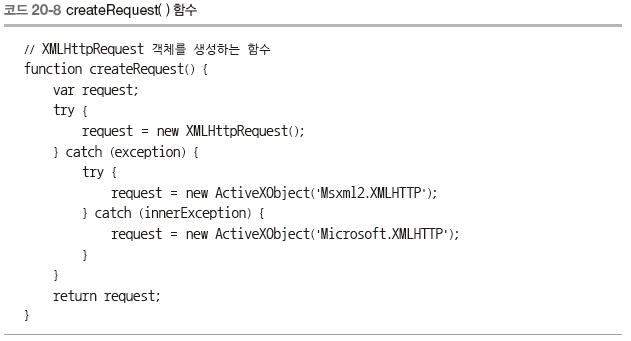 코드 20-8 createRequest( ) 함수
// XMLHttpRequest 객체를 생성하는 함수
function createRequest() {
    var request;
    try {
        request = new XMLHttpRequest();
    } catch (exception) {
        try {
            request = new ActiveXObject('Msxml2.XMLHTTP');
        } catch (innerException) {
            request = new ActiveXObject('Microsoft.XMLHTTP');
        }
    }
    return request;
}